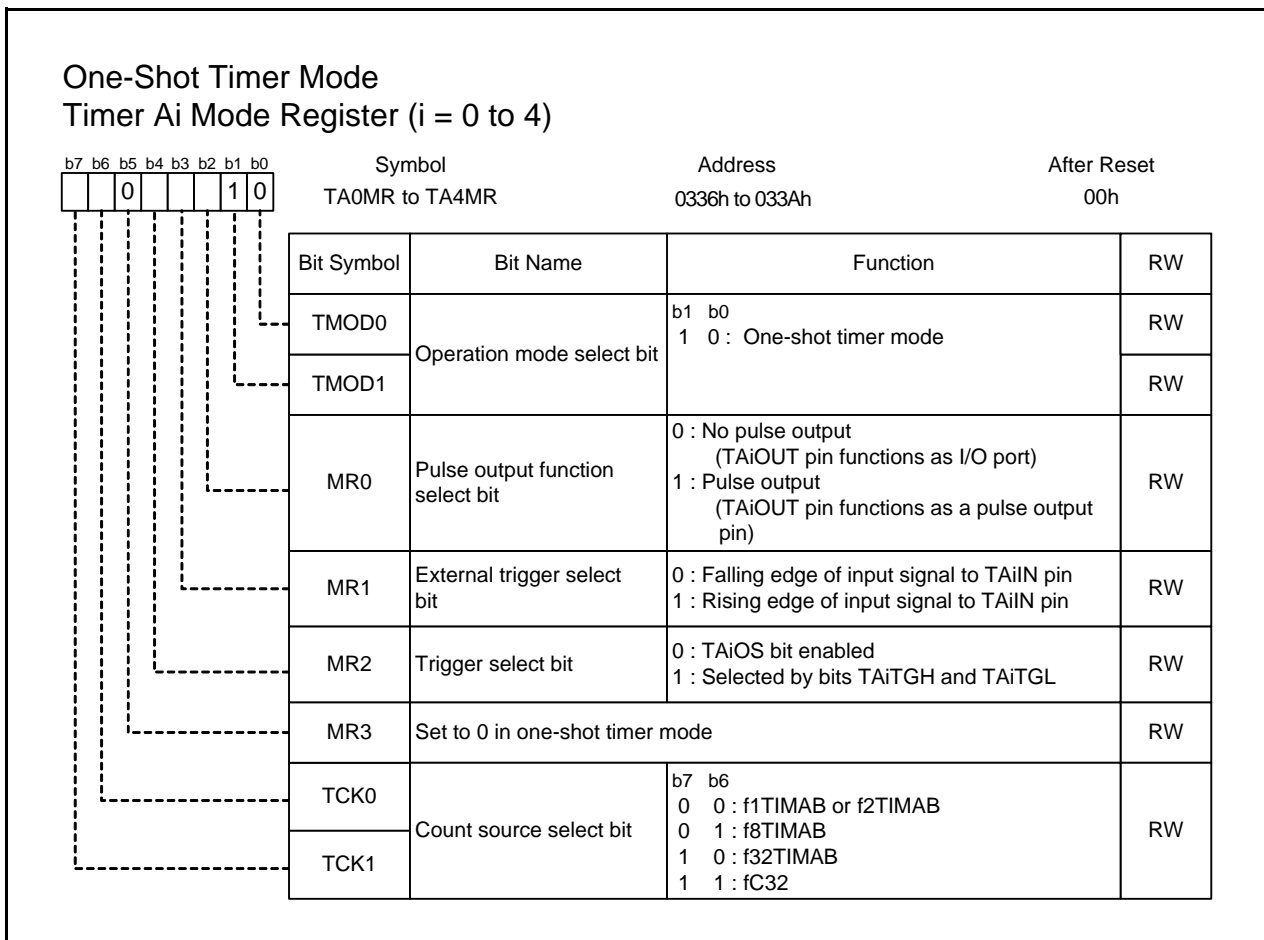 One-Shot Timer Mode
Timer Ai Mode Register (i = 0 to 4)
b7 b6 b5 b4 b3 b2 b1 b0
0 1 0
Symbol Address After Reset
TA0MR to TA4MR 0336h to 033Ah 00h
Bit Symbol Bit Name Function RW
TMOD0
TMOD1
Operation mode select bit
b1 b0
1 0 : One-shot timer mode
RW
RW
MR0
Pulse output function
select bit
0 : No pulse output
(TAiOUT pin functions as I/O port)
1 : Pulse output
(TAiOUT pin functions as a pulse output
pin)
RW
MR1
External trigger select
bit
0 : Falling edge of input signal to TAiIN pin
1 : Rising edge of input signal to TAiIN pin
RW
MR2
Trigger select bit
0 : TAiOS bit enabled
1 : Selected by bits TAiTGH and TAiTGL
RW
MR3 Set to 0 in one-shot timer mode RW
TCK0
TCK1
Count source select bit
b7 b6
0 0 : f1TIMAB or f2TIMAB
0 1 : f8TIMAB
1 0 : f32TIMAB
1 1 : fC32
RW